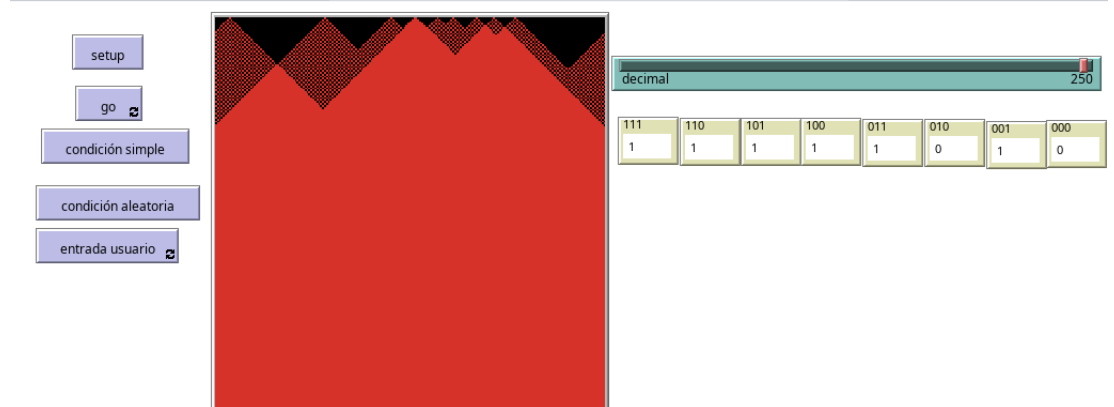 setup
go
condición simple
condición aleatoria
entrada usuario
decimal 250
111 110 101 100 011 010 001 000
1 1 1 1 1 0 1 0